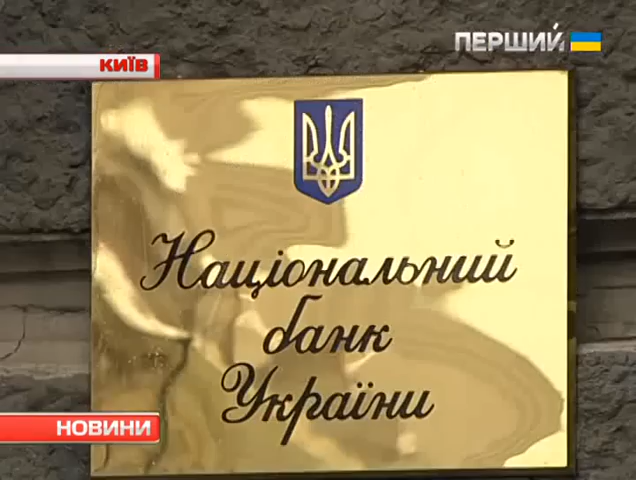 ПЕРШИЙ
КИЇВ
Національний
банк
України
НОВИНИ